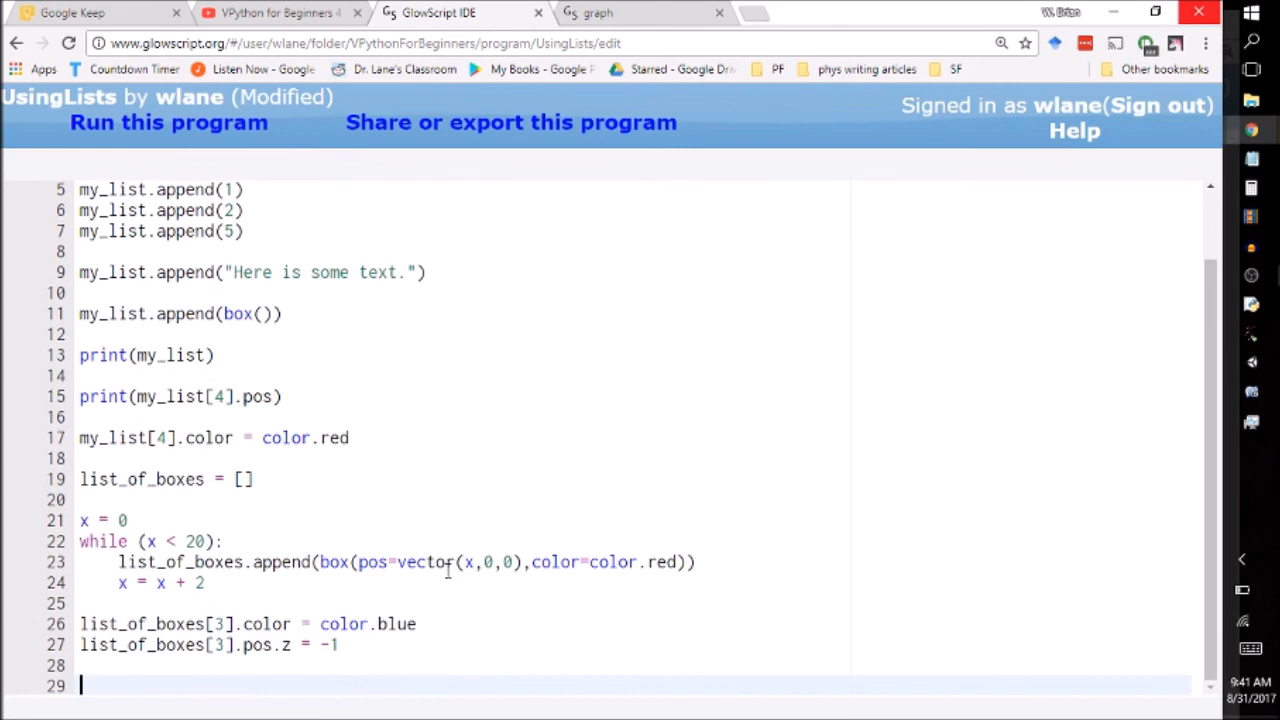 Google Keep
VPython for Beginners 4
GlowScript IDE
graph
W. Brian
www.glowscript.org/#/user/wlane/folder/VPythonForBeginners/program/UsingLists/edit
Apps
Countdown Timer
Listen Now - Google
Dr. Lane's Classroom
My Books - Google
Starred - Google Dri
PF
phys writing articles
SF
Other bookmarks
UsingLists by wlane (Modified)
Signed in as wlane(Sign out)
Run this program
Share or export this program
Help
5 my_list.append(1)
6 my_list.append(2)
7 my_list.append(5)
8
9 my_list.append("Here is some text.")
10
11 my_list.append(box())
12
13 print(my_list)
14
15 print(my_list[4].pos)
16
17 my_list[4].color = color.red
18
19 list_of_boxes = []
20
21 x = 0
22 while (x < 20):
23 list_of_boxes.append(box(pos=vector(x,0,0),color=color.red))
24 x = x + 2
25
26 list_of_boxes[3].color = color.blue
27 list_of_boxes[3].pos.z = -1
28
29
9:41 AM
8/31/2017